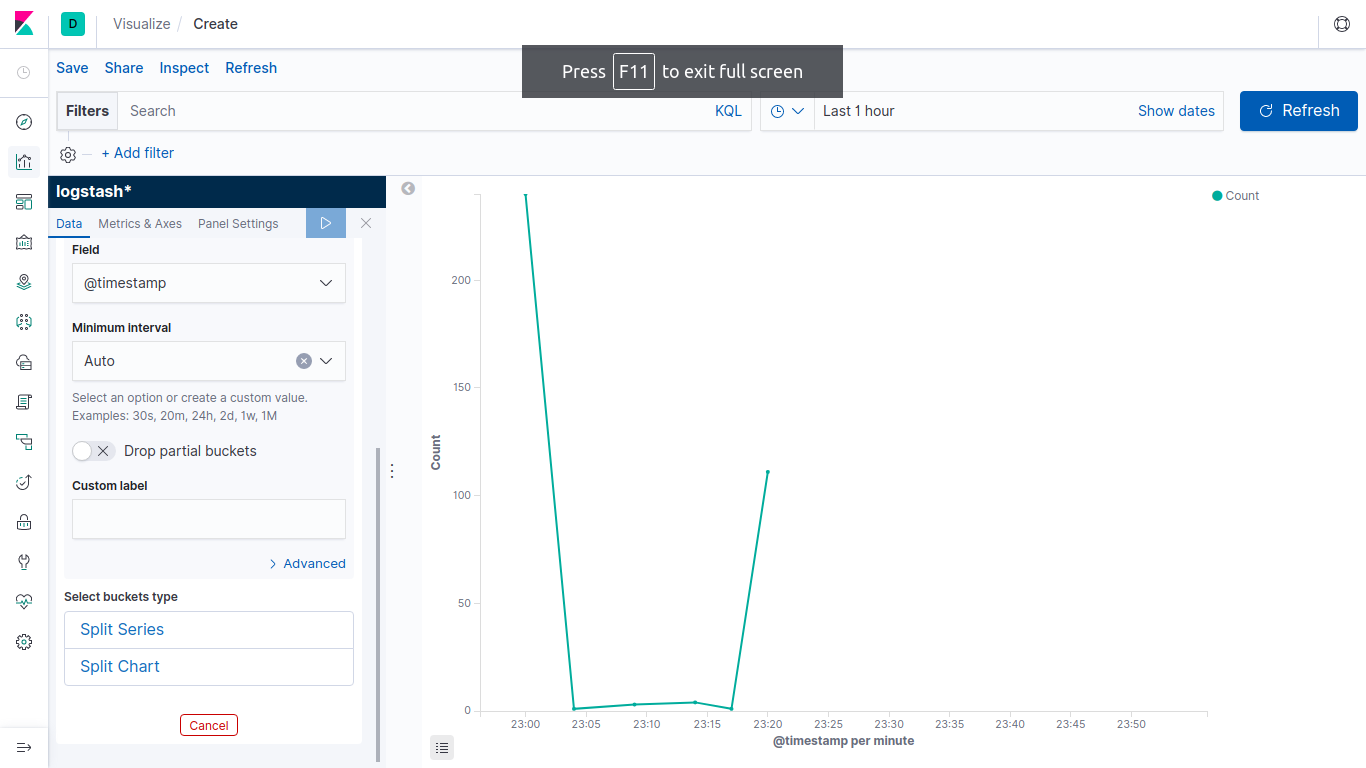 D Visualize / Create
Save Share Inspect Refresh
Press F11 to exit full screen
Filters Search KQL Last 1 hour Show dates Refresh
+ Add filter
logstash*
Data Metrics & Axes Panel Settings
Field
@timestamp
Minimum interval
Auto
Select an option or create a custom value.
Examples: 30s, 20m, 24h, 2d, 1w, 1M
Drop partial buckets
Custom label
Advanced
Select buckets type
Split Series
Split Chart
Cancel
Count
200
150
100
50
0
Count
23:00 23:05 23:10 23:15 23:20 23:25 23:30 23:35 23:40 23:45 23:50
@timestamp per minute